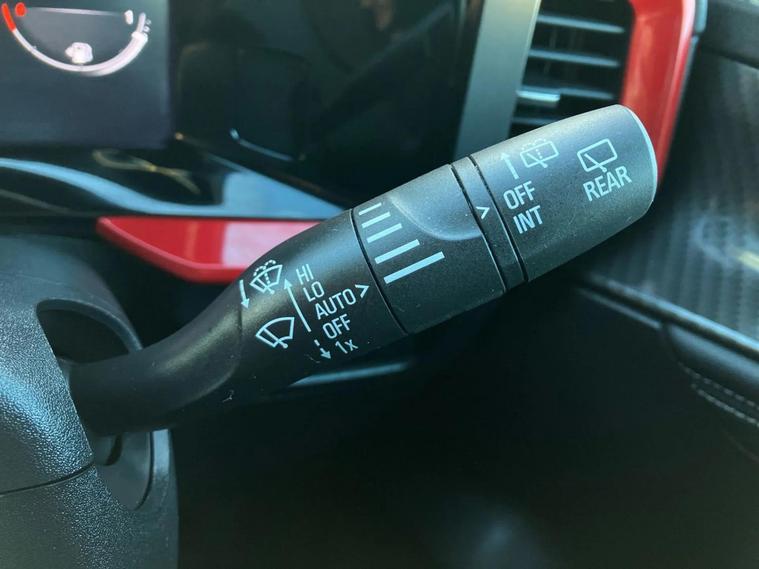 HI
LO
AUTO >
OFF
1x
>
OFF
INT
REAR